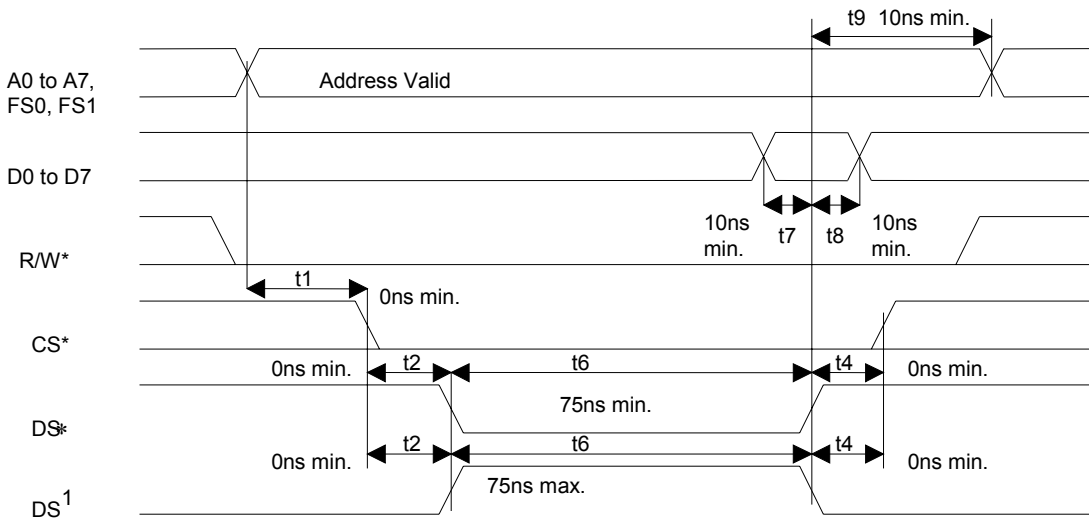 t9 10ns min.
A0 to A7,
FS0, FS1
Address Valid
D0 to D7
10ns
min.
t7
t8
10ns
min.
R/W*
t1
0ns min.
CS*
0ns min.
t2
t6
t4
0ns min.
75ns min.
DS*
0ns min.
t2
t6
t4
0ns min.
75ns max.
DS1